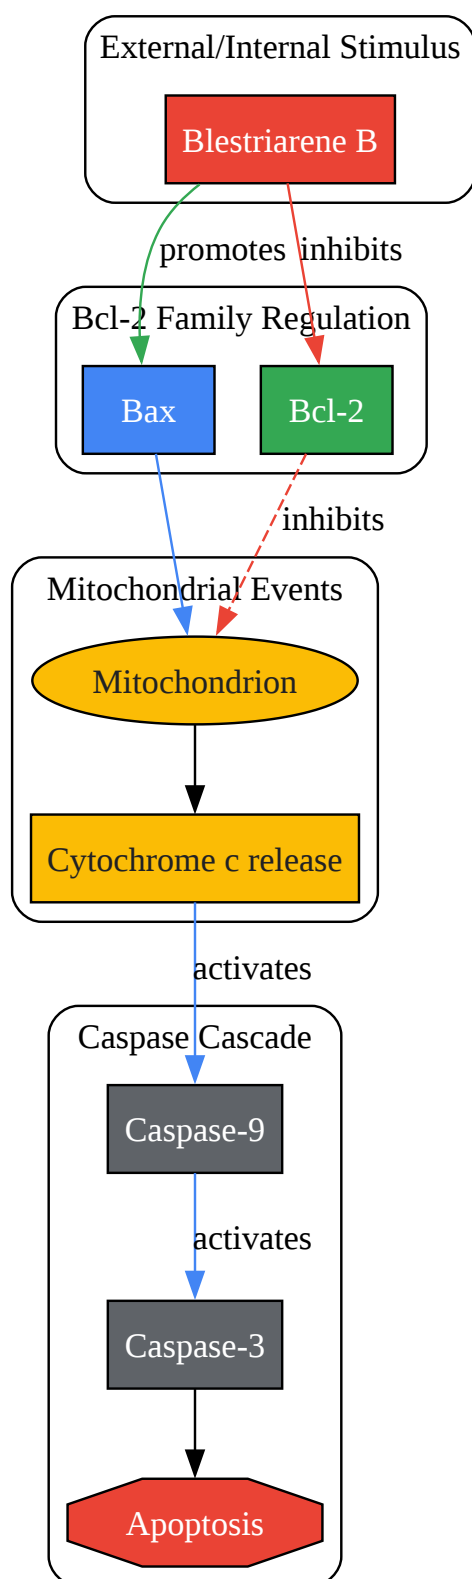 External/Internal Stimulus
Blestriarene B
promotes
inhibits
Bcl-2 Family Regulation
Bax
Bcl-2
inhibits
Mitochondrial Events
Mitochondrion
Cytochrome c release
activates
Caspase Cascade
Caspase-9
activates
Caspase-3
Apoptosis